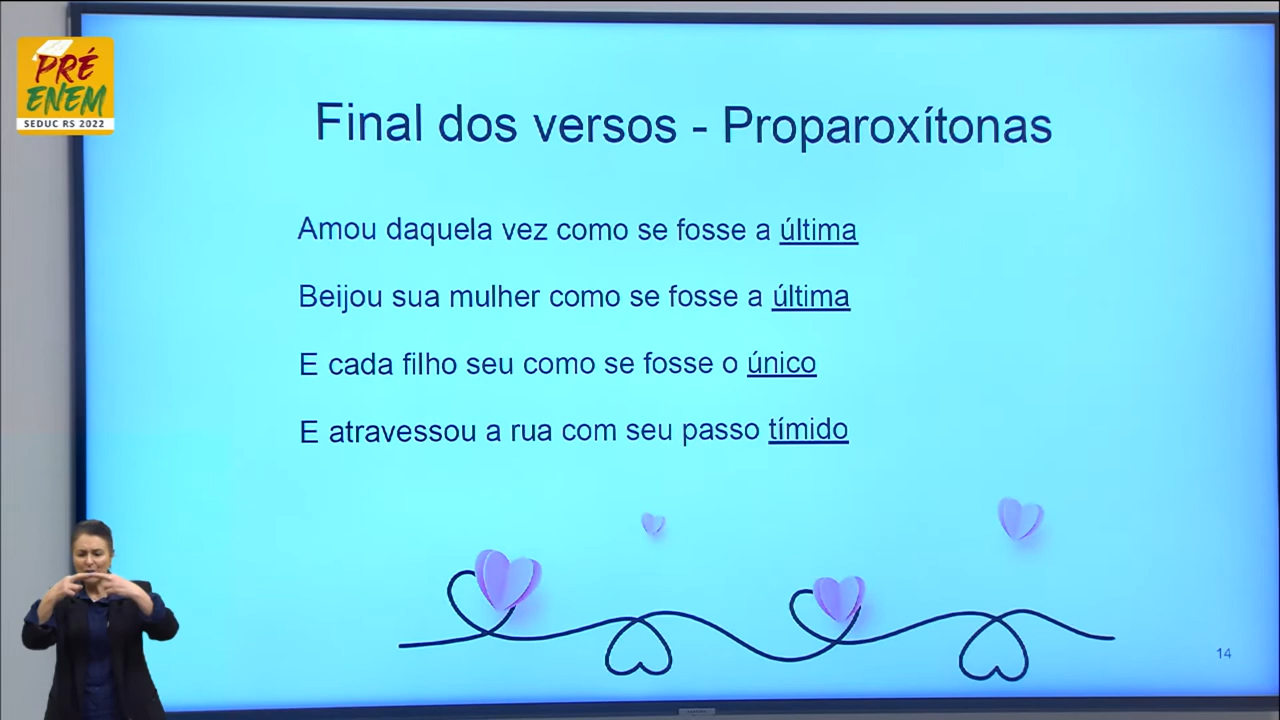 PRÉ
ENEM
SEDUC RS 2022
Final dos versos - Proparoxítonas
Amou daquela vez como se fosse a última
Beijou sua mulher como se fosse a última
E cada filho seu como se fosse o único
E atravessou a rua com seu passo tímido
14